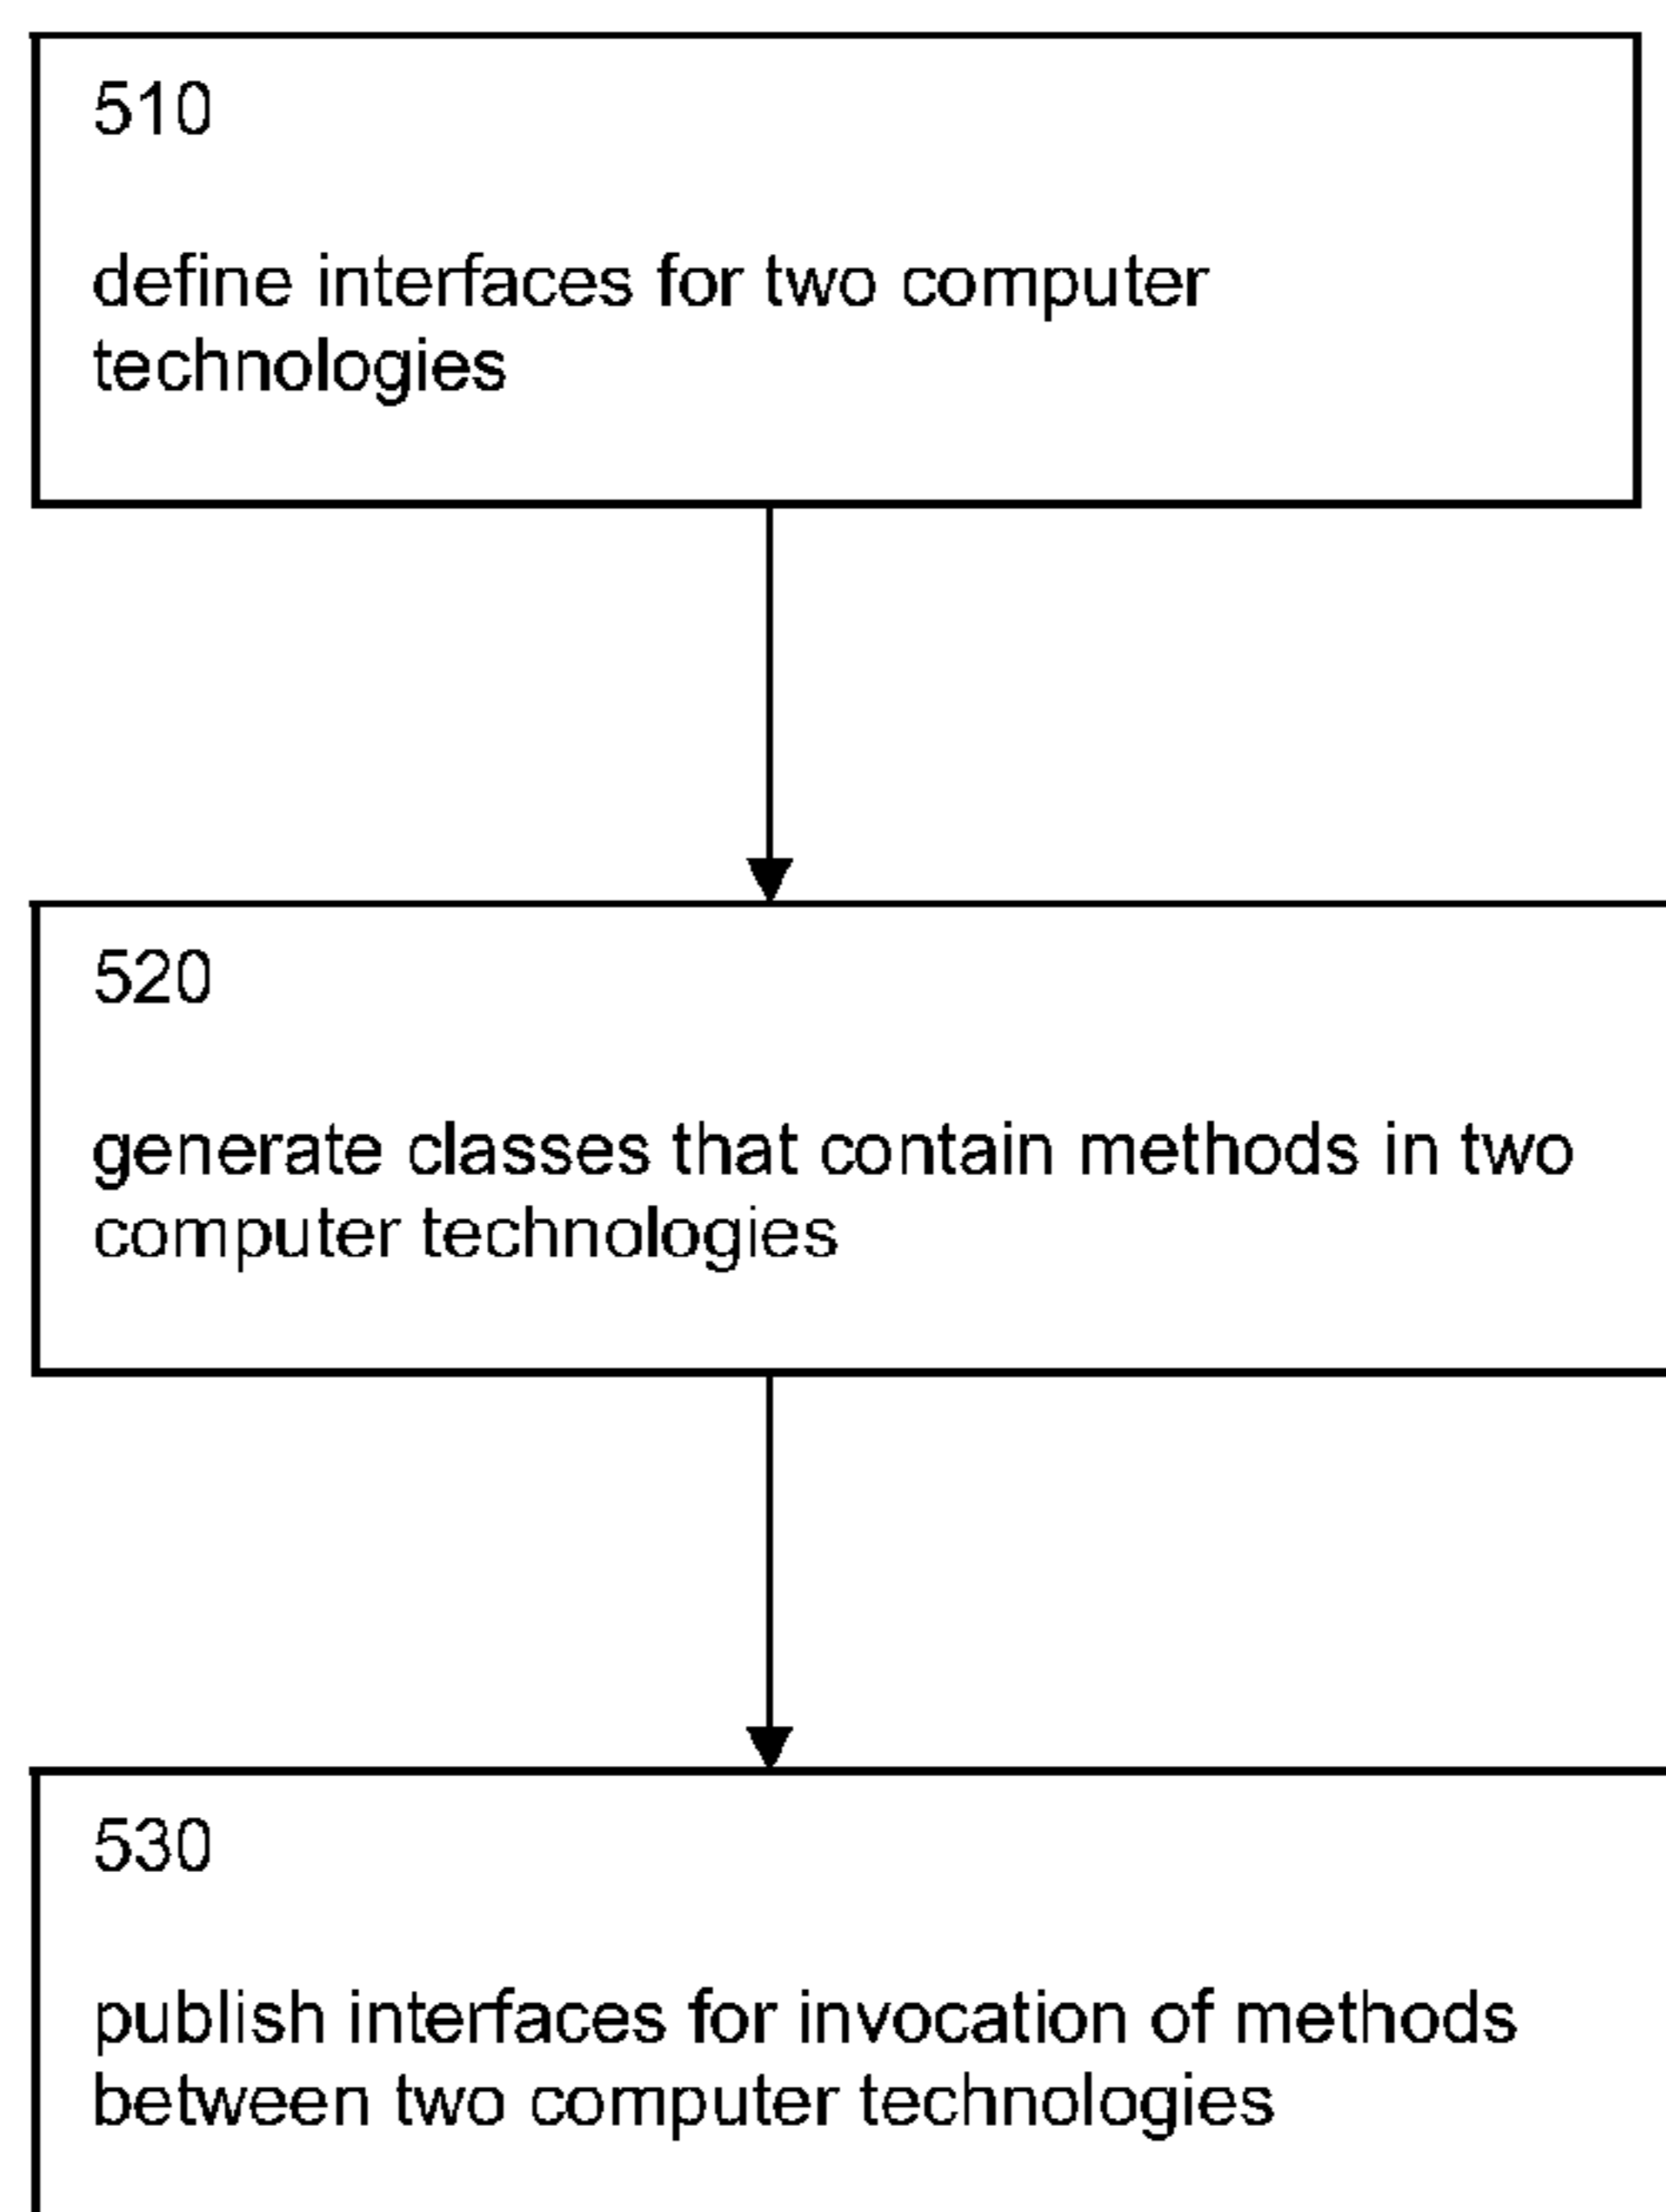 510
define interfaces for two computer
technologies
520
generate classes that contain methods in two
computer technologies
530
publish interfaces for invocation of methods
between two computer technologies